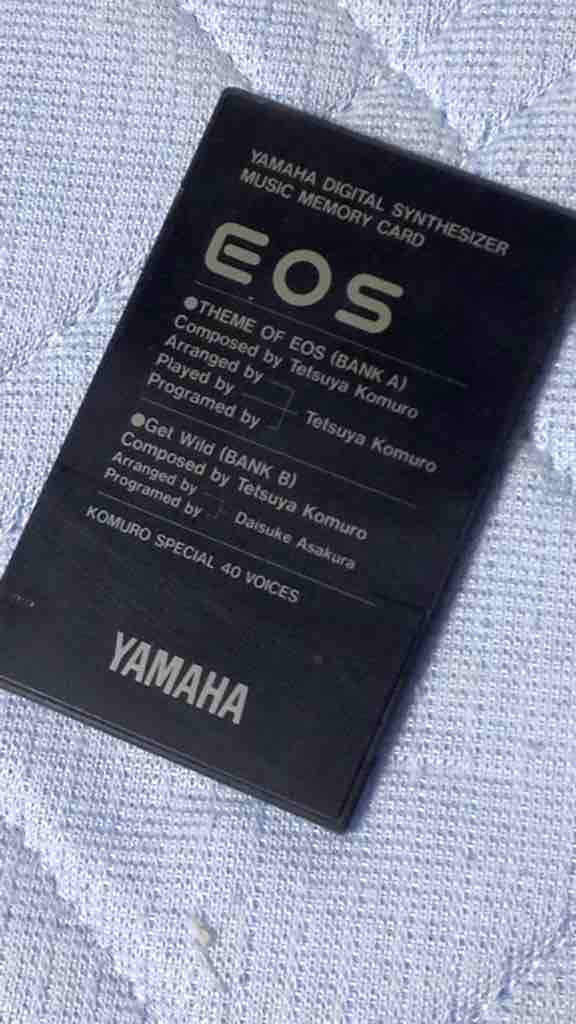 YAMAHA DIGITAL SYNTHESIZER
MUSIC MEMORY CARD
EOS
●THEME OF EOS (BANK A)
Composed by Tetsuya Komuro
Arranged by
Played by Tetsuya Komuro
Programed by
●Get Wild (BANK B)
Composed by Tetsuya Komuro
Arranged by
Programed by Daisuke Asakura
KOMURO SPECIAL 40 VOICES
YAMAHA